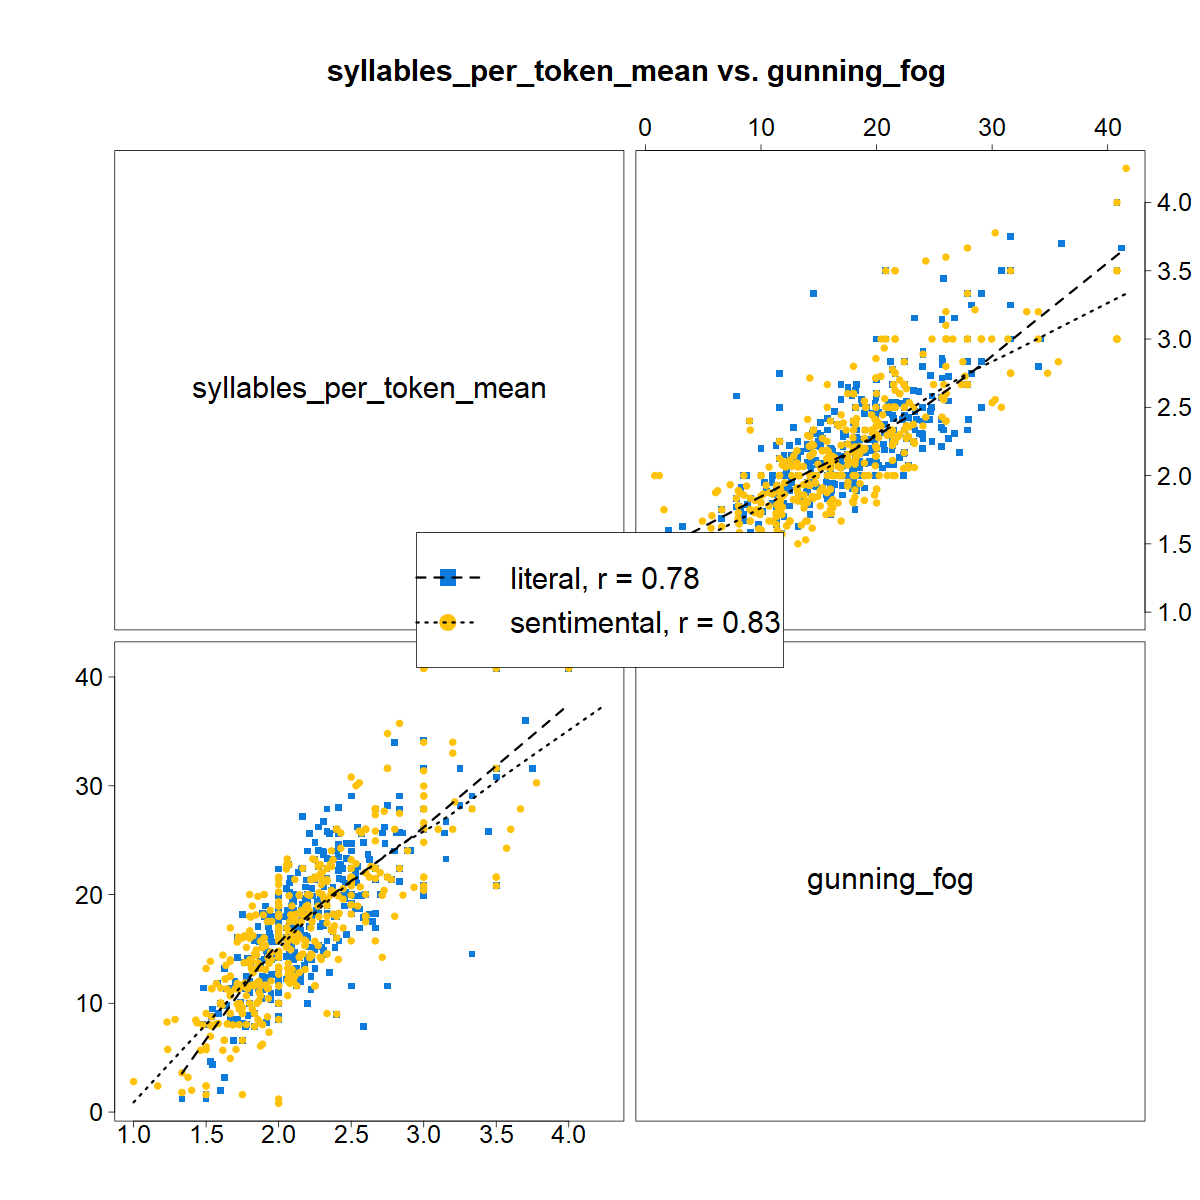 syllables_per_token_mean vs. gunning_fog
0 10 20 30 40
syllables_per_token_mean
4.0
3.5
3.0
2.5
2.0
1.5
1.0
literal, r = 0.78
sentimental, r = 0.83
40
30
20
10
0
gunning_fog
1.0 1.5 2.0 2.5 3.0 3.5 4.0